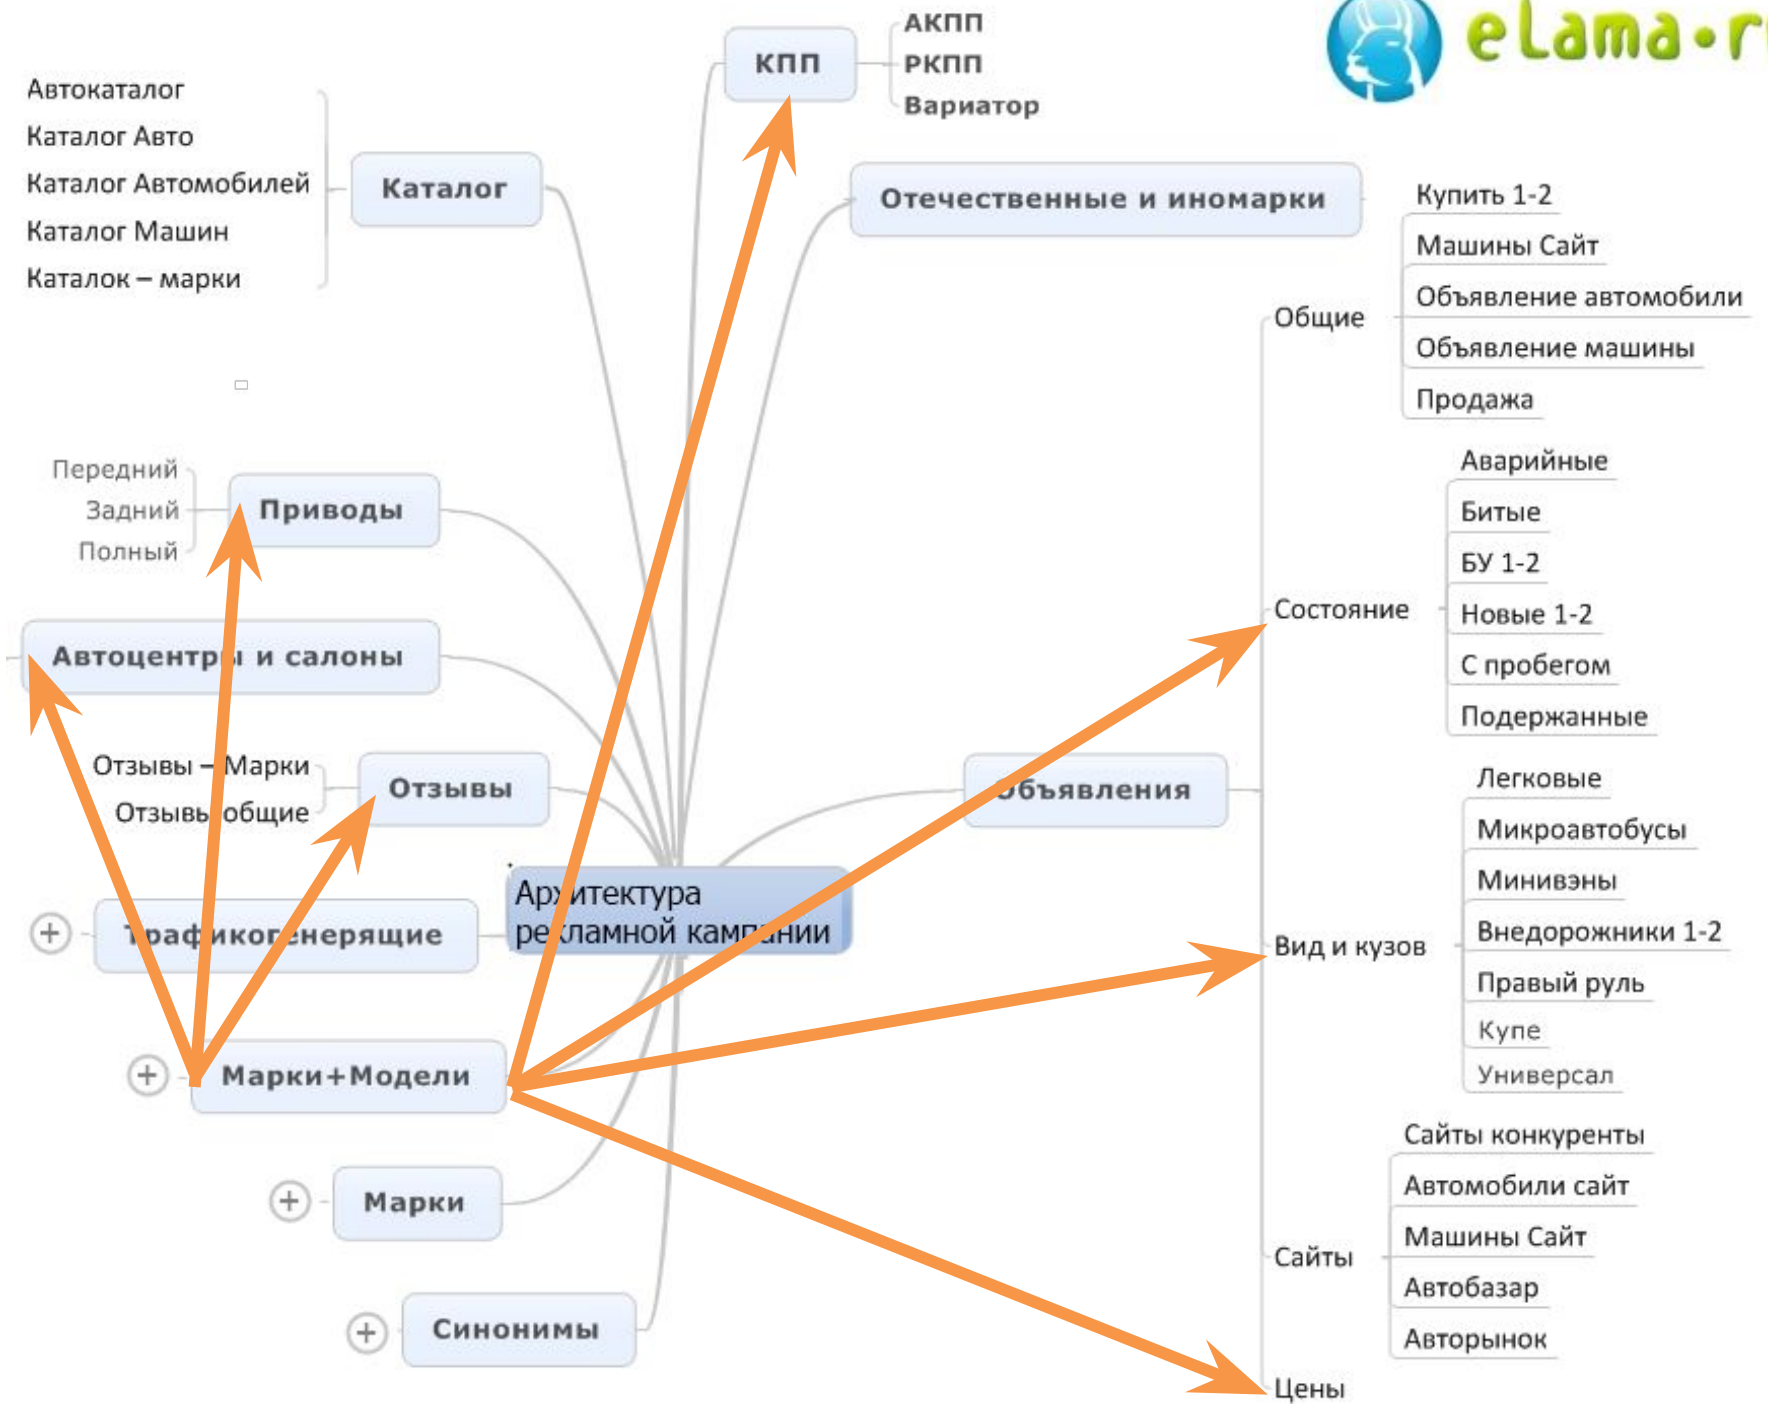 eLama•r
КПП
АКПП
РКПП
Вариатор
Автокаталог
Каталог Авто
Каталог Автомобилей
Каталог Машин
Каталок – марки
Каталог
Отечественные и иномарки
Общие
Купить 1-2
Машины Сайт
Объявление автомобили
Объявление машины
Продажа
Передний
Задний
Полный
Приводы
Автоцентры и салоны
Состояние
Аварийные
Битые
БУ 1-2
Новые 1-2
С пробегом
Подержанные
Отзывы – Марки
Отзывы общие
Отзывы
Объявления
Вид и кузов
Легковые
Микроавтобусы
Минивэны
Внедорожники 1-2
Правый руль
Купе
Универсал
Трафикогенерящие
Архитектура
рекламной кампании
Марки+Модели
Марки
Синонимы
Сайты
Сайты конкуренты
Автомобили сайт
Машины Сайт
Автобазар
Авторынок
Цены